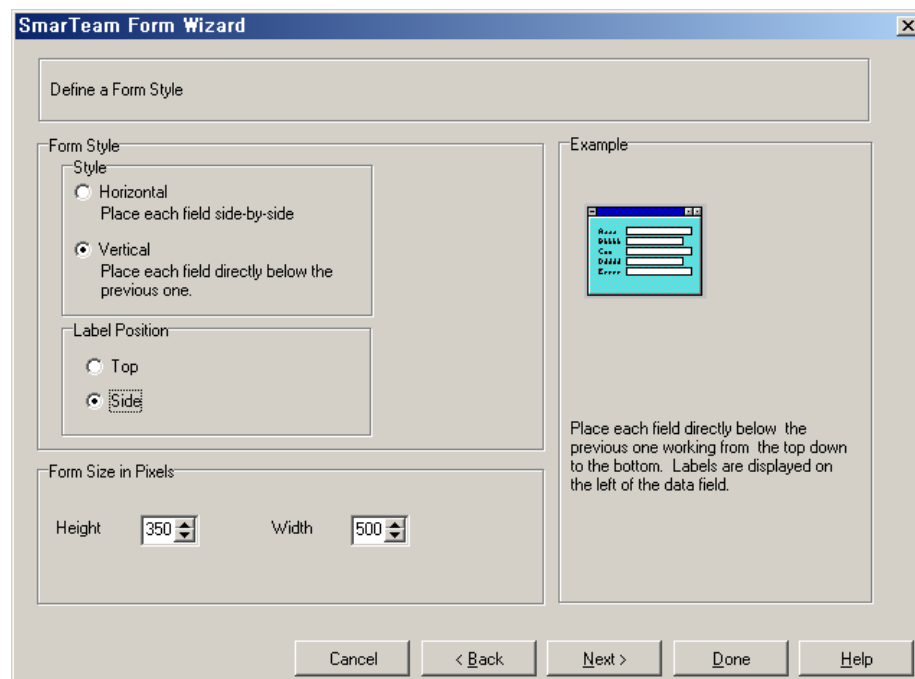 SmarTeam Form Wizard
Define a Form Style
Form Style
Style
Horizontal
Place each field side-by-side
Vertical
Place each field directly below the
previous one.
Label Position
Top
Side
Form Size in Pixels
Height 350 Width 500
Example
Place each field directly below the
previous one working from the top down
to the bottom. Labels are displayed on
the left of the data field.
Cancel < Back Next > Done Help